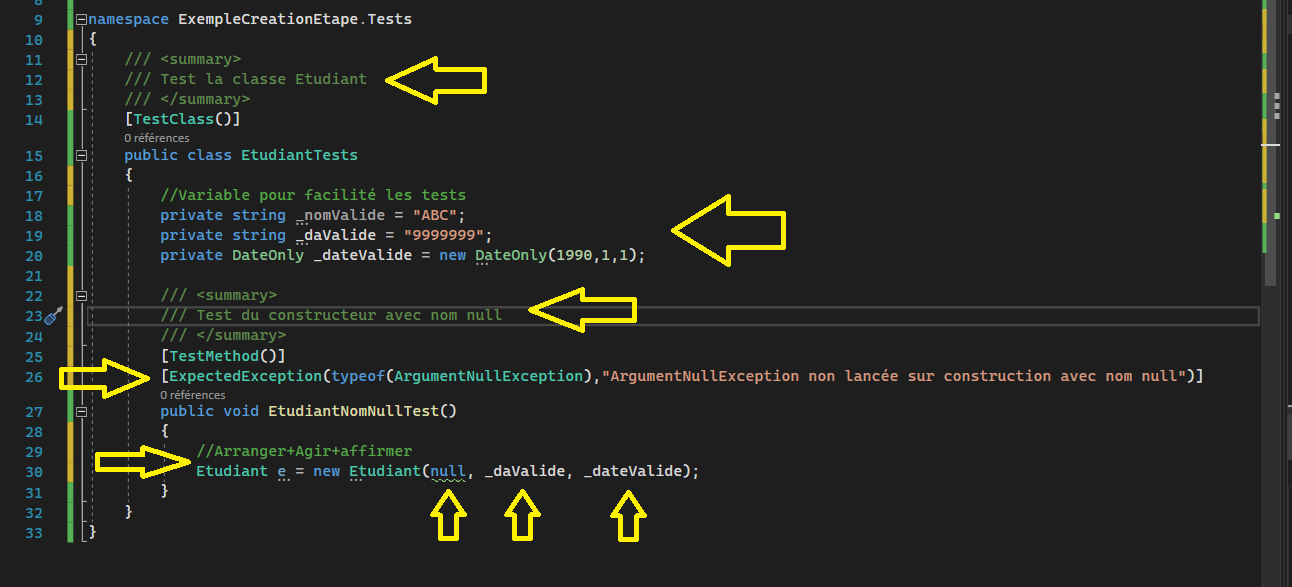 8
9 namespace ExempleCreationEtape.Tests
10 {
11 /// <summary>
12 /// Test la classe Etudiant
13 /// </summary>
14 [TestClass()]
0 références
15 public class EtudiantTests
16 {
17 //Variable pour facilité les tests
18 private string _nomValide = "ABC";
19 private string _daValide = "9999999";
20 private DateOnly _dateValide = new DateOnly(1990,1,1);
21
22 /// <summary>
23 /// Test du constructeur avec nom null
24 /// </summary>
25 [TestMethod()]
26 [ExpectedException(typeof(ArgumentNullException),"ArgumentNullException non lancée sur construction avec nom null")]
0 références
27 public void EtudiantNomNullTest()
28 {
29 //Arranger+Agir+affirmer
30 Etudiant e = new Etudiant(null, _daValide, _dateValide);
31 }
32 }
33 }